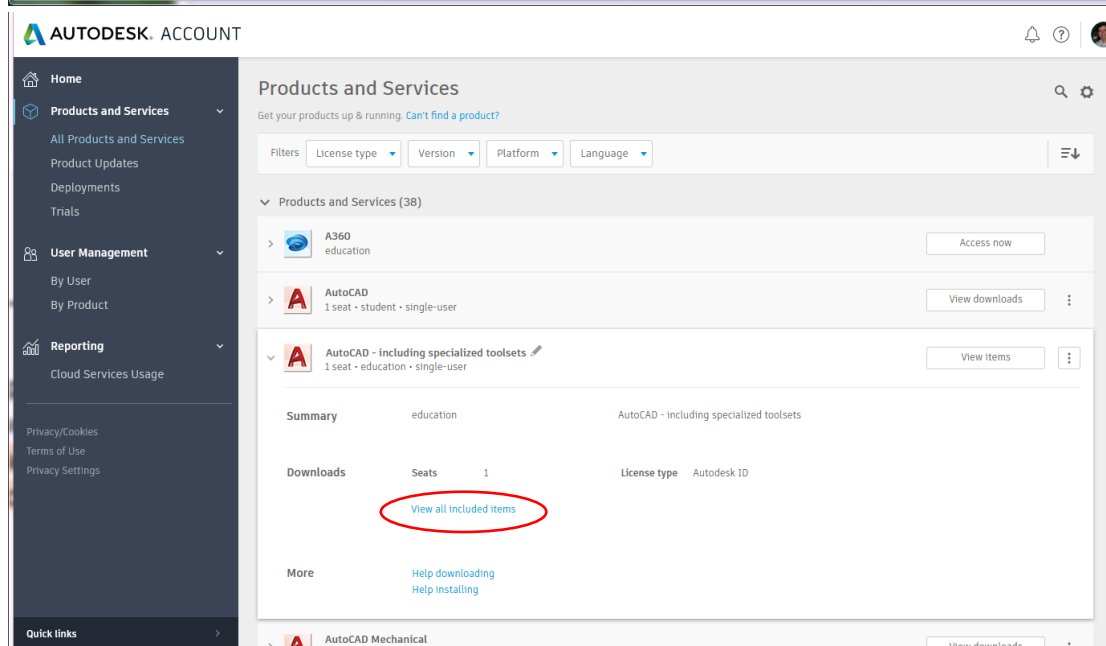 AUTODESK. ACCOUNT
Home
Products and Services
All Products and Services
Product Updates
Deployments
Trials
User Management
By User
By Product
Reporting
Cloud Services Usage
Privacy/Cookies
Terms of Use
Privacy Settings
Quick links
Products and Services
Get your products up & running. Can't find a product?
Filters License type Version Platform Language
Products and Services (38)
A360
education
Access now
AutoCAD
1 seat • student • single-user
View downloads
AutoCAD - including specialized toolsets
1 seat • education • single-user
View items
Summary education AutoCAD - including specialized toolsets
Downloads Seats 1 License type Autodesk ID
View all included items
More Help downloading
Help installing
AutoCAD Mechanical
View downloads